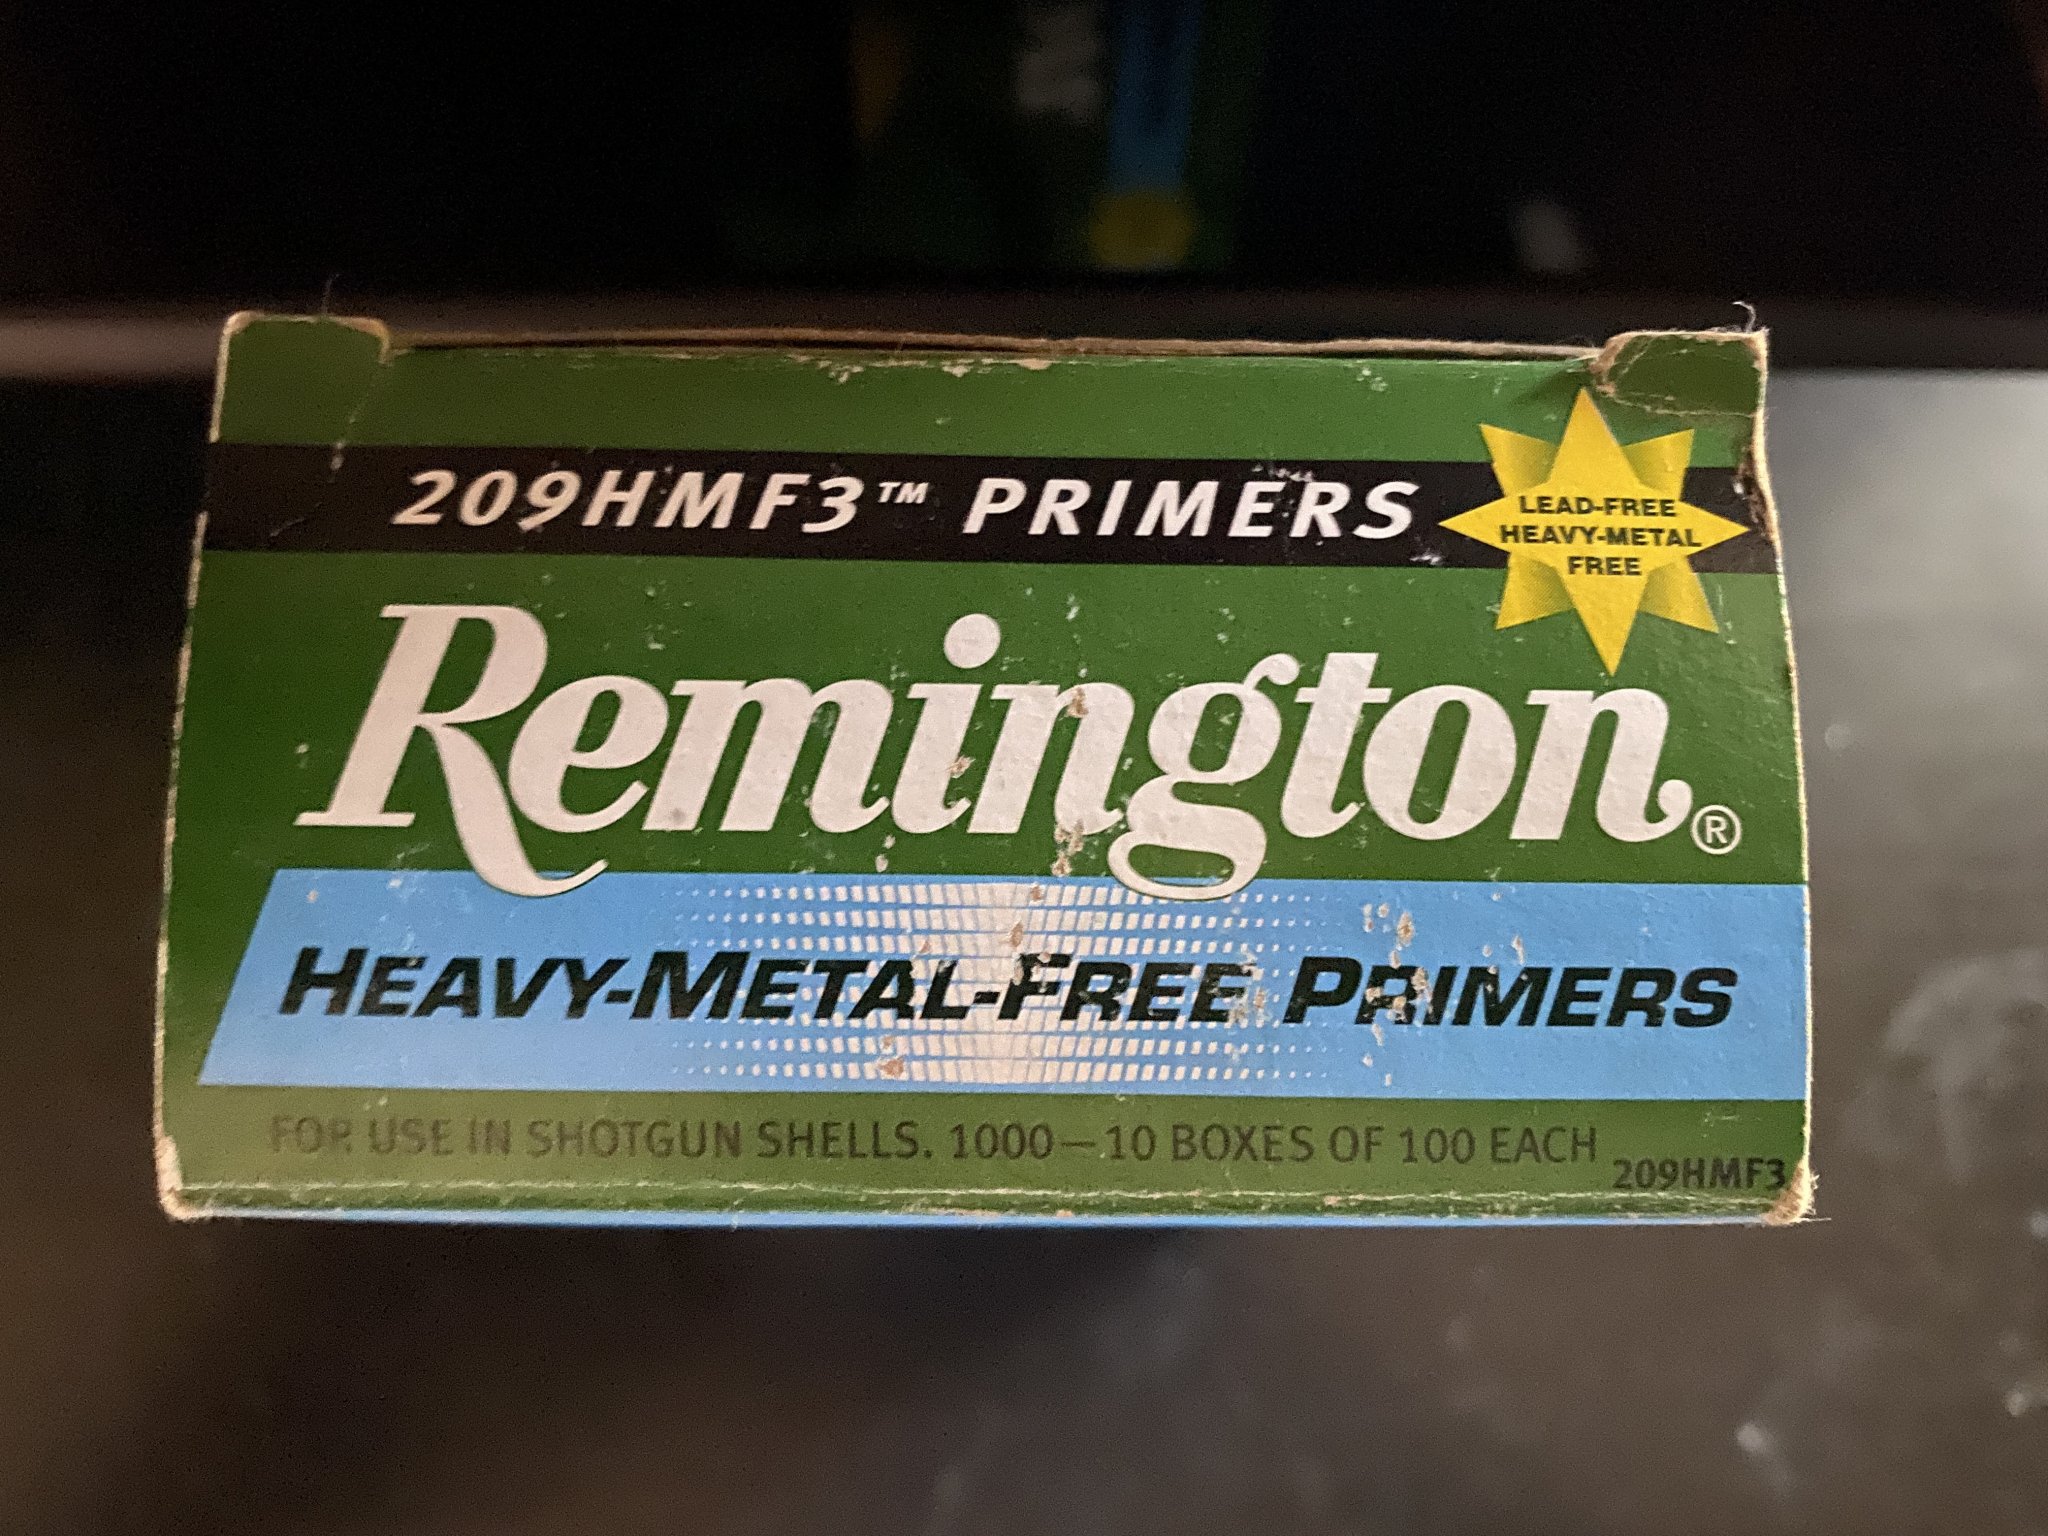 209HMF3™ PRIMERS
LEAD-FREE
HEAVY-METAL
FREE
Remington®
HEAVY-METAL-FREE PRIMERS
FOR USE IN SHOTGUN SHELLS. 1000—10 BOXES OF 100 EACH
209HMF3